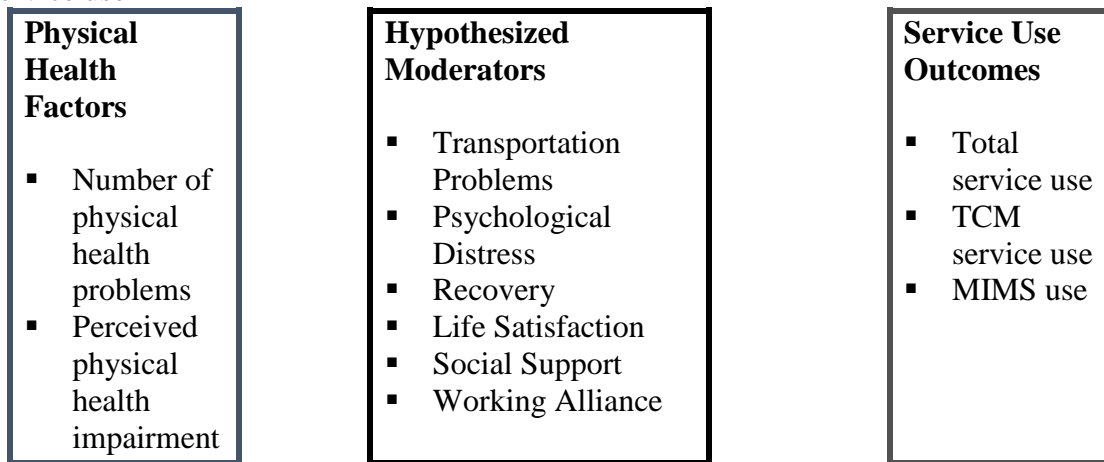 Physical
Health
Factors
▪ Number of
physical
health
problems
▪ Perceived
physical
health
impairment
Hypothesized
Moderators
▪ Transportation
Problems
▪ Psychological
Distress
▪ Recovery
▪ Life Satisfaction
▪ Social Support
▪ Working Alliance
Service Use
Outcomes
▪ Total
service use
▪ TCM
service use
▪ MIMS use